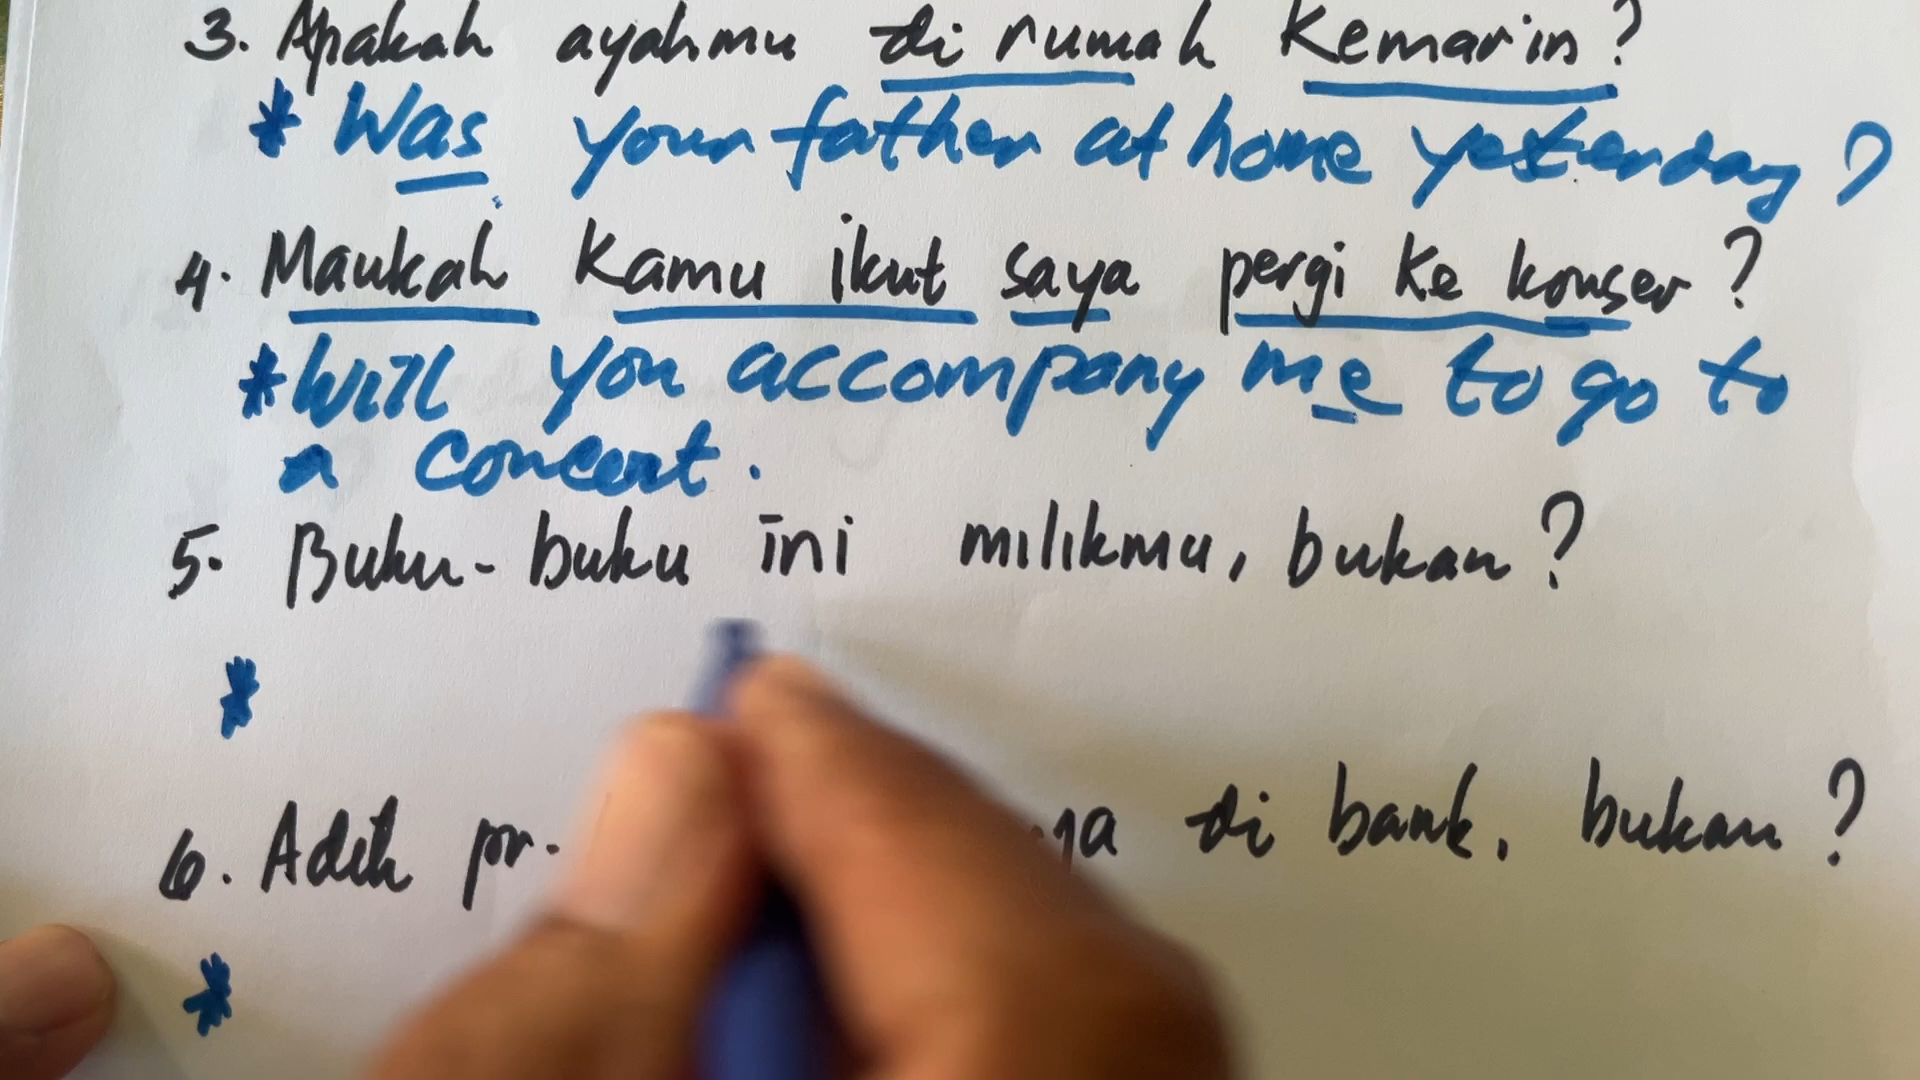 3. Apakah ayahmu di rumah kemarin?
* Was your father at home yesterday?
4. Maukah kamu ikut saya pergi ke konser?
* Will you accompany me to go to
a concert.
5. Buku-buku ini milikmu, bukan?
*
6. Adik pr. di bank, bukan?
*